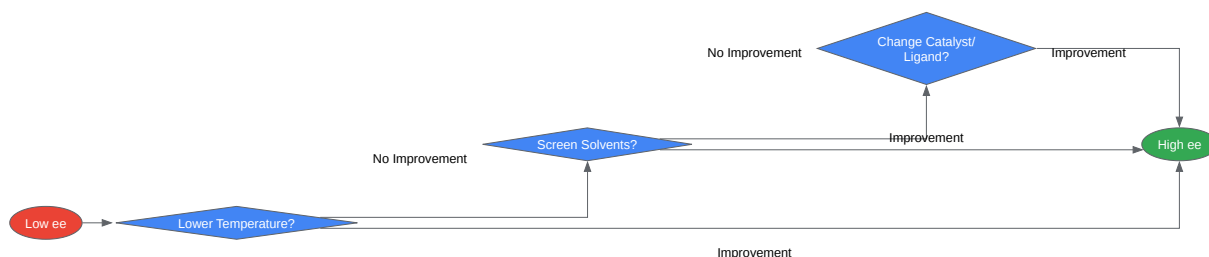 Change Catalyst/
Ligand?
No Improvement
Improvement
Screen Solvents?
Improvement
High ee
No Improvement
Low ee
Lower Temperature?
Improvement